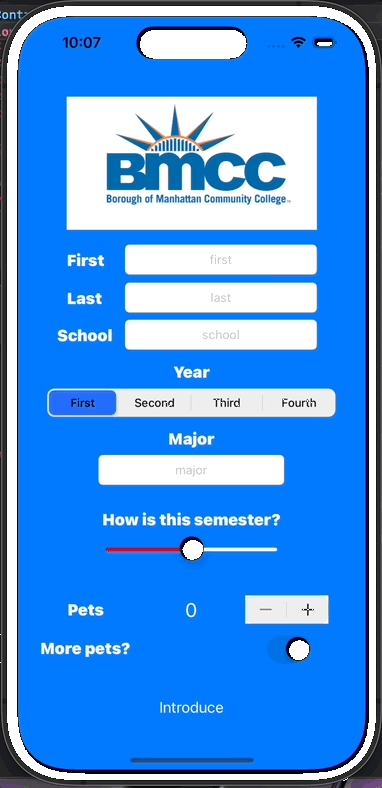 10:07
BMCC
Borough of Manhattan Community College
First first
Last last
School school
Year
First Second Third Fourth
Major
major
How is this semester?
Pets 0 − +
More pets?
Introduce